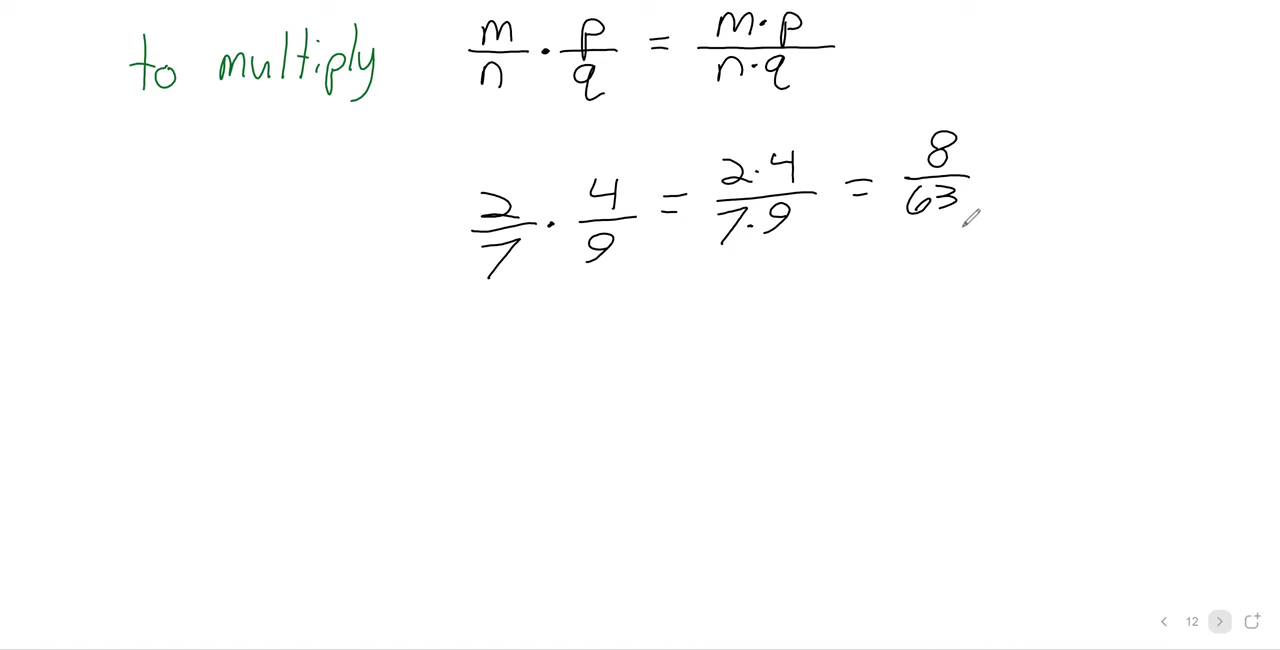 to multiply m/n · p/q = m·p/n·q
2/7 · 4/9 = 2·4/7·9 = 8/63
12